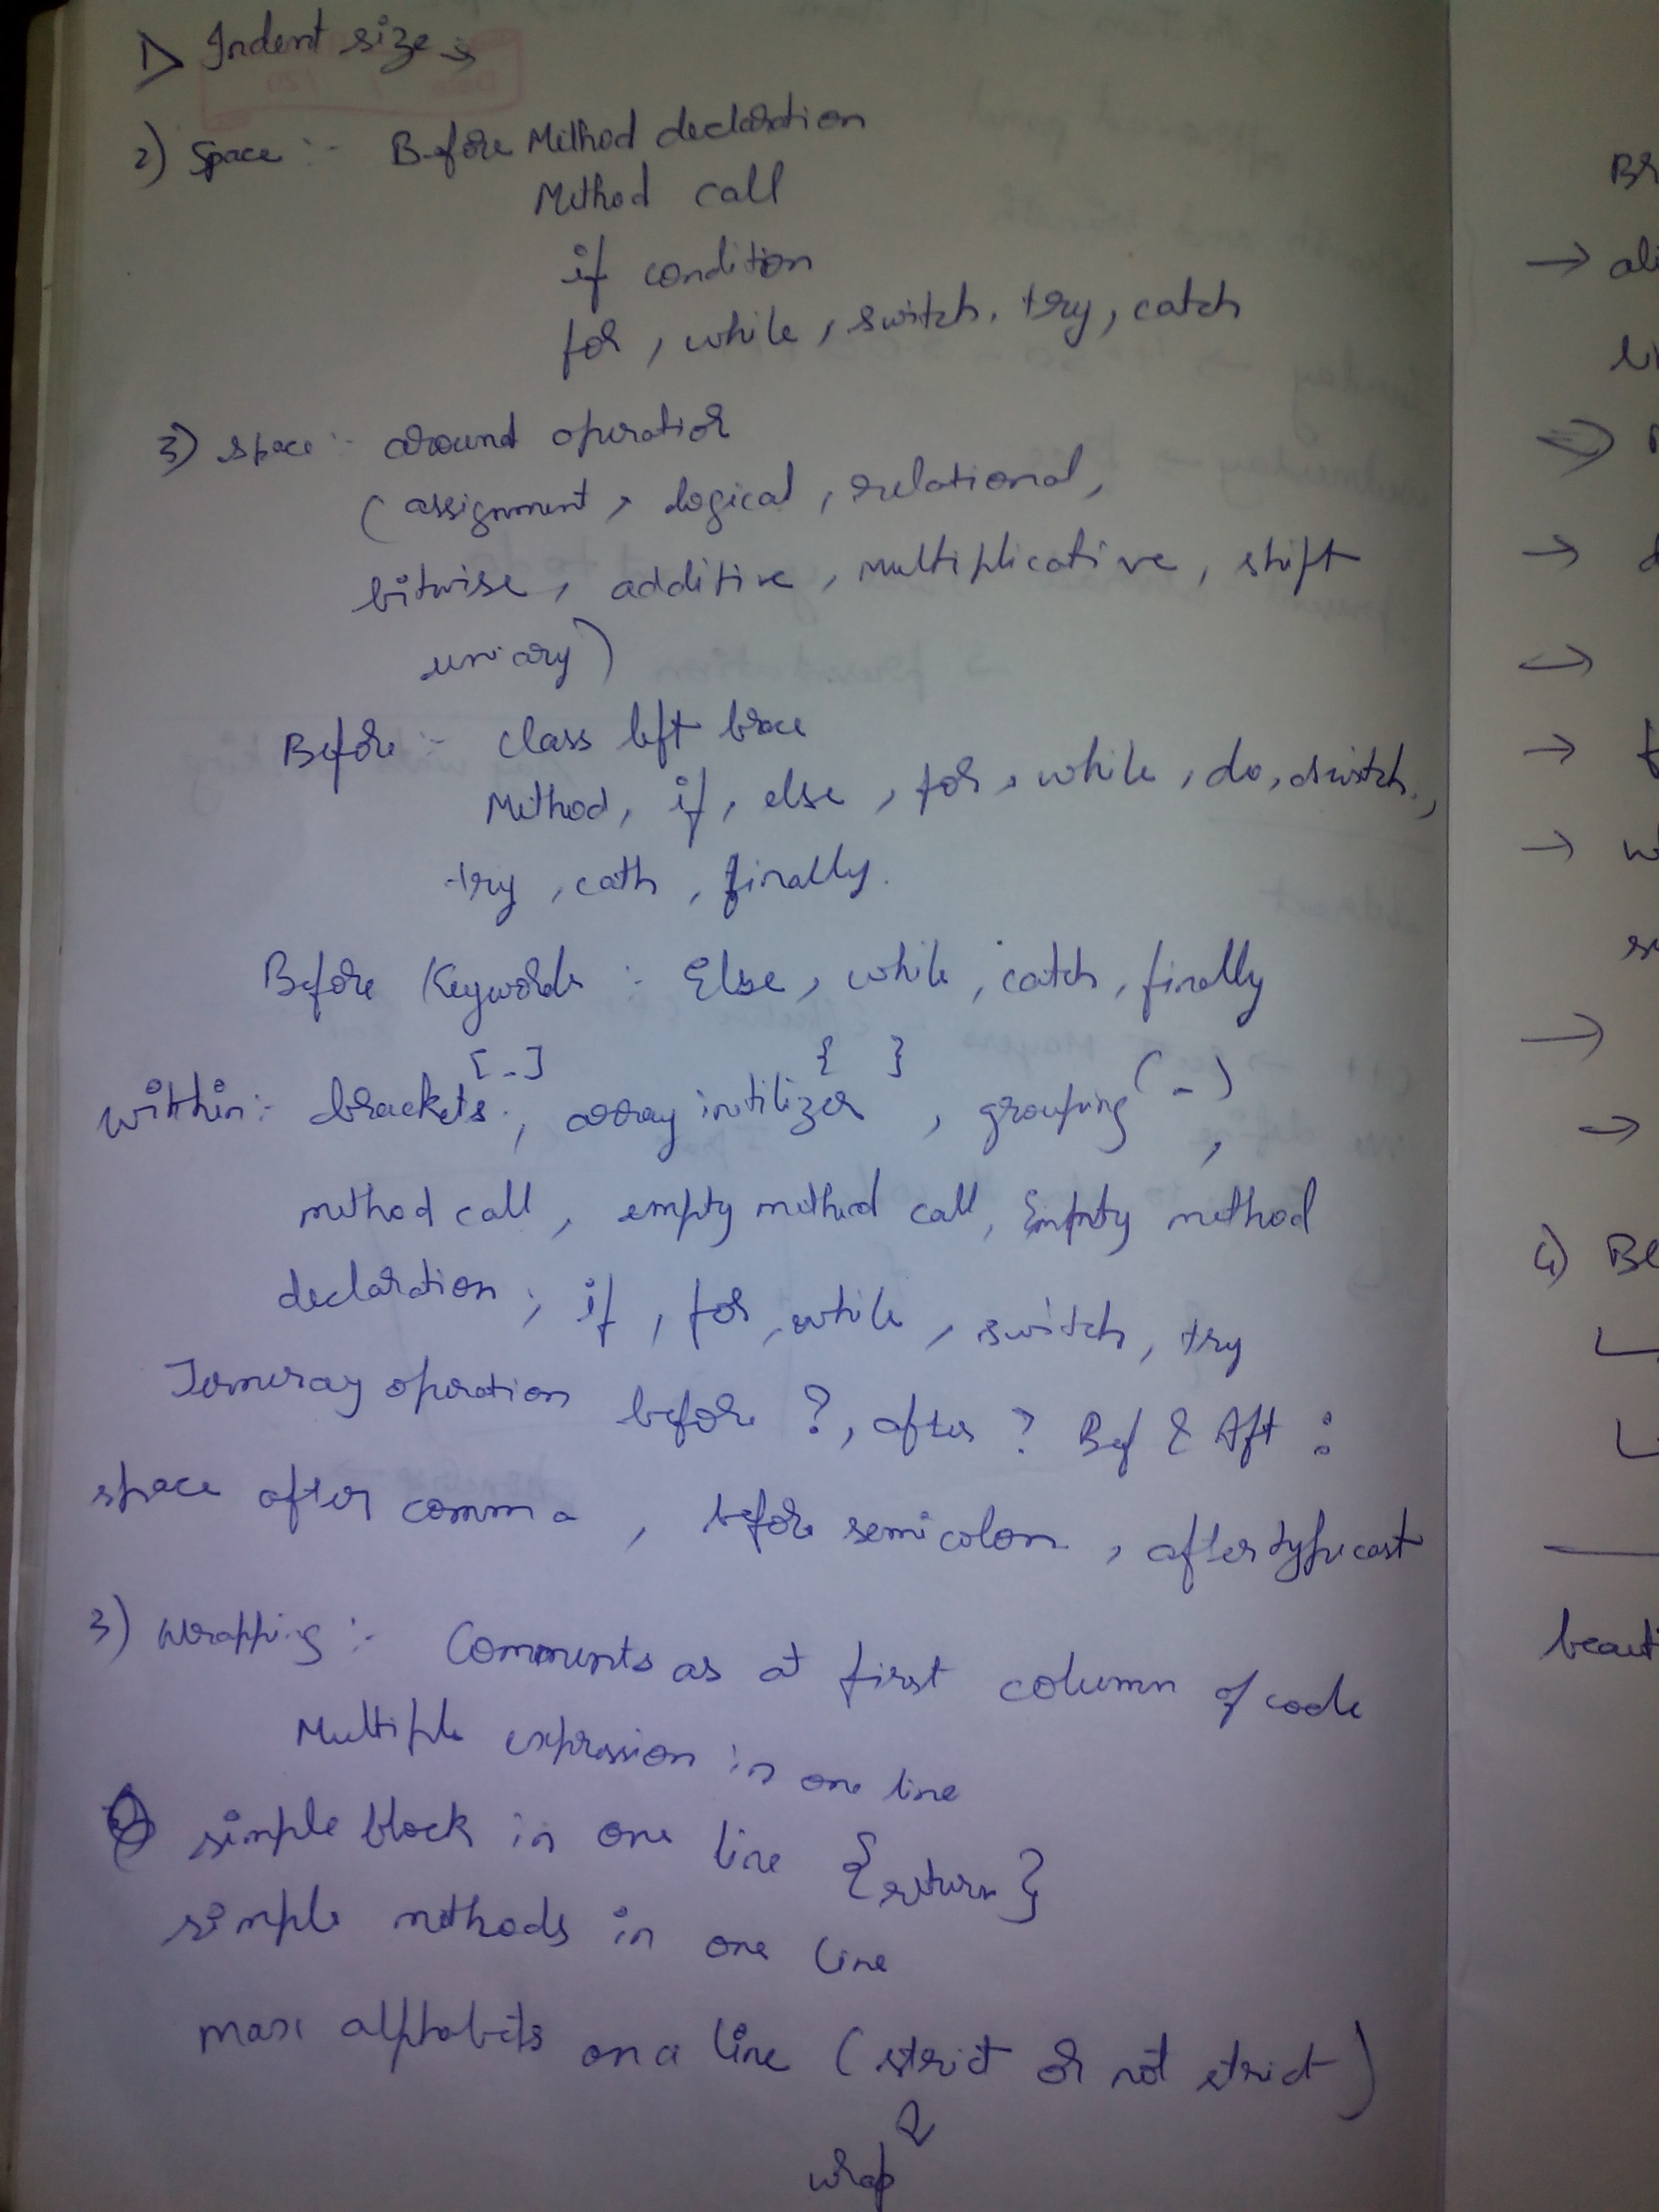 1) Indent size →
2) Space :- Before Method declaration
Method call
if condition
for, while, switch, try, catch
3) space :- around operatior
(assignment, logical, relational,
bitwise, additive, multiplicative, shift
unary)
Before :- class left brace
Method, if, else, for, while, do, switch,
try, cath, finally.
Before Keywords : Else, while, catch, finally
[ - ] { } ( - )
within :- brackets, array initilizer, grouping,
method call, empty method call, Empty method
declaration, if, for, while, switch, try
operation before ?, after ? Bef & Aft :
space after comma, before semicolon, after typecast
3) Wrapping :- Comments as at first column of code
Multiple expression in one line
simple block in one line {return}
simple methods in one line
max alphabets on a line (strict or not strict)
wrap
Br
→ ali
li
→
→
→
→
→ w
→
→
4) Be
beauti